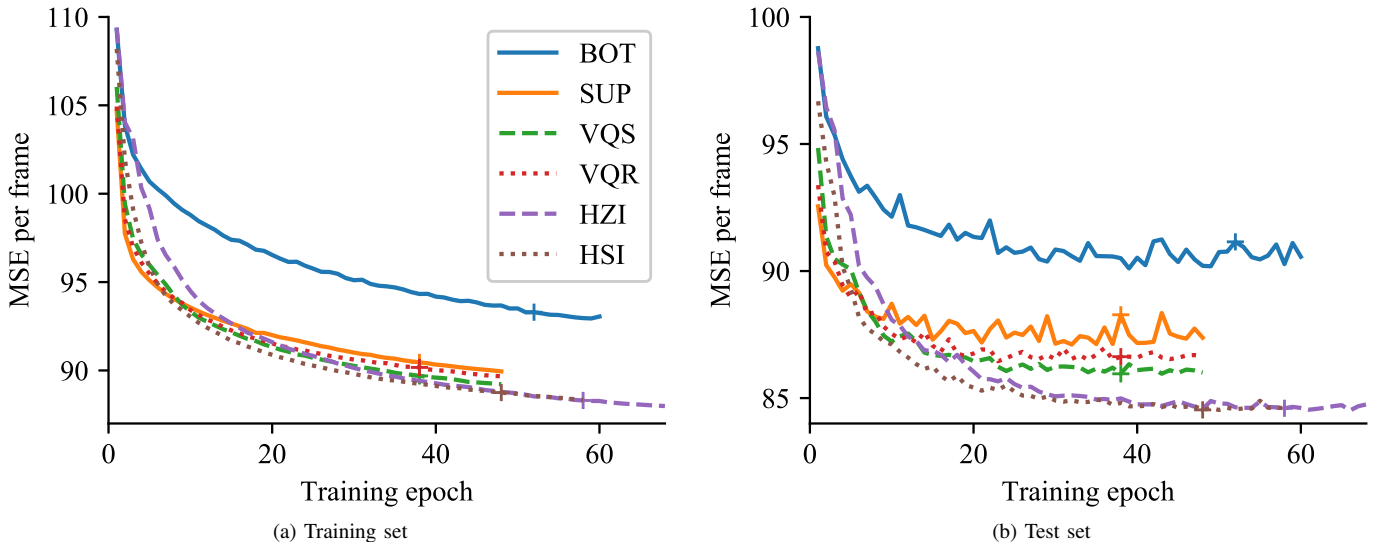 110
105
100
95
90
MSE per frame
0
20
40
60
Training epoch
BOT
SUP
VQS
VQR
HZI
HSI
(a) Training set
100
95
90
85
MSE per frame
0
20
40
60
Training epoch
(b) Test set